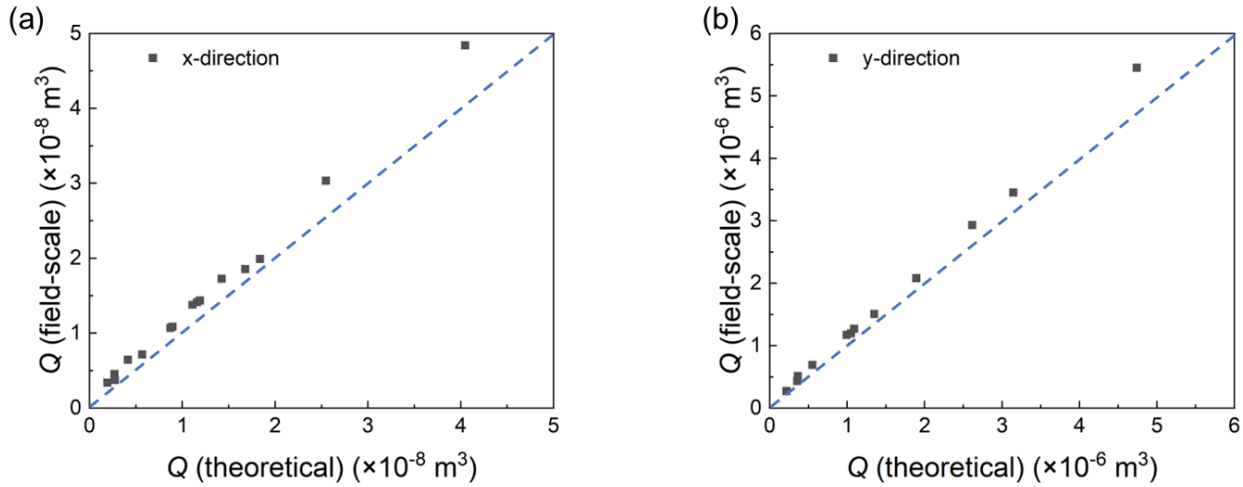 (a)
5
4
3
2
1
0
Q (field-scale) (×10⁻⁸ m³)
x-direction
0 1 2 3 4 5
Q (theoretical) (×10⁻⁸ m³)
(b)
6
5
4
3
2
1
0
Q (field-scale) (×10⁻⁶ m³)
y-direction
0 1 2 3 4 5 6
Q (theoretical) (×10⁻⁶ m³)